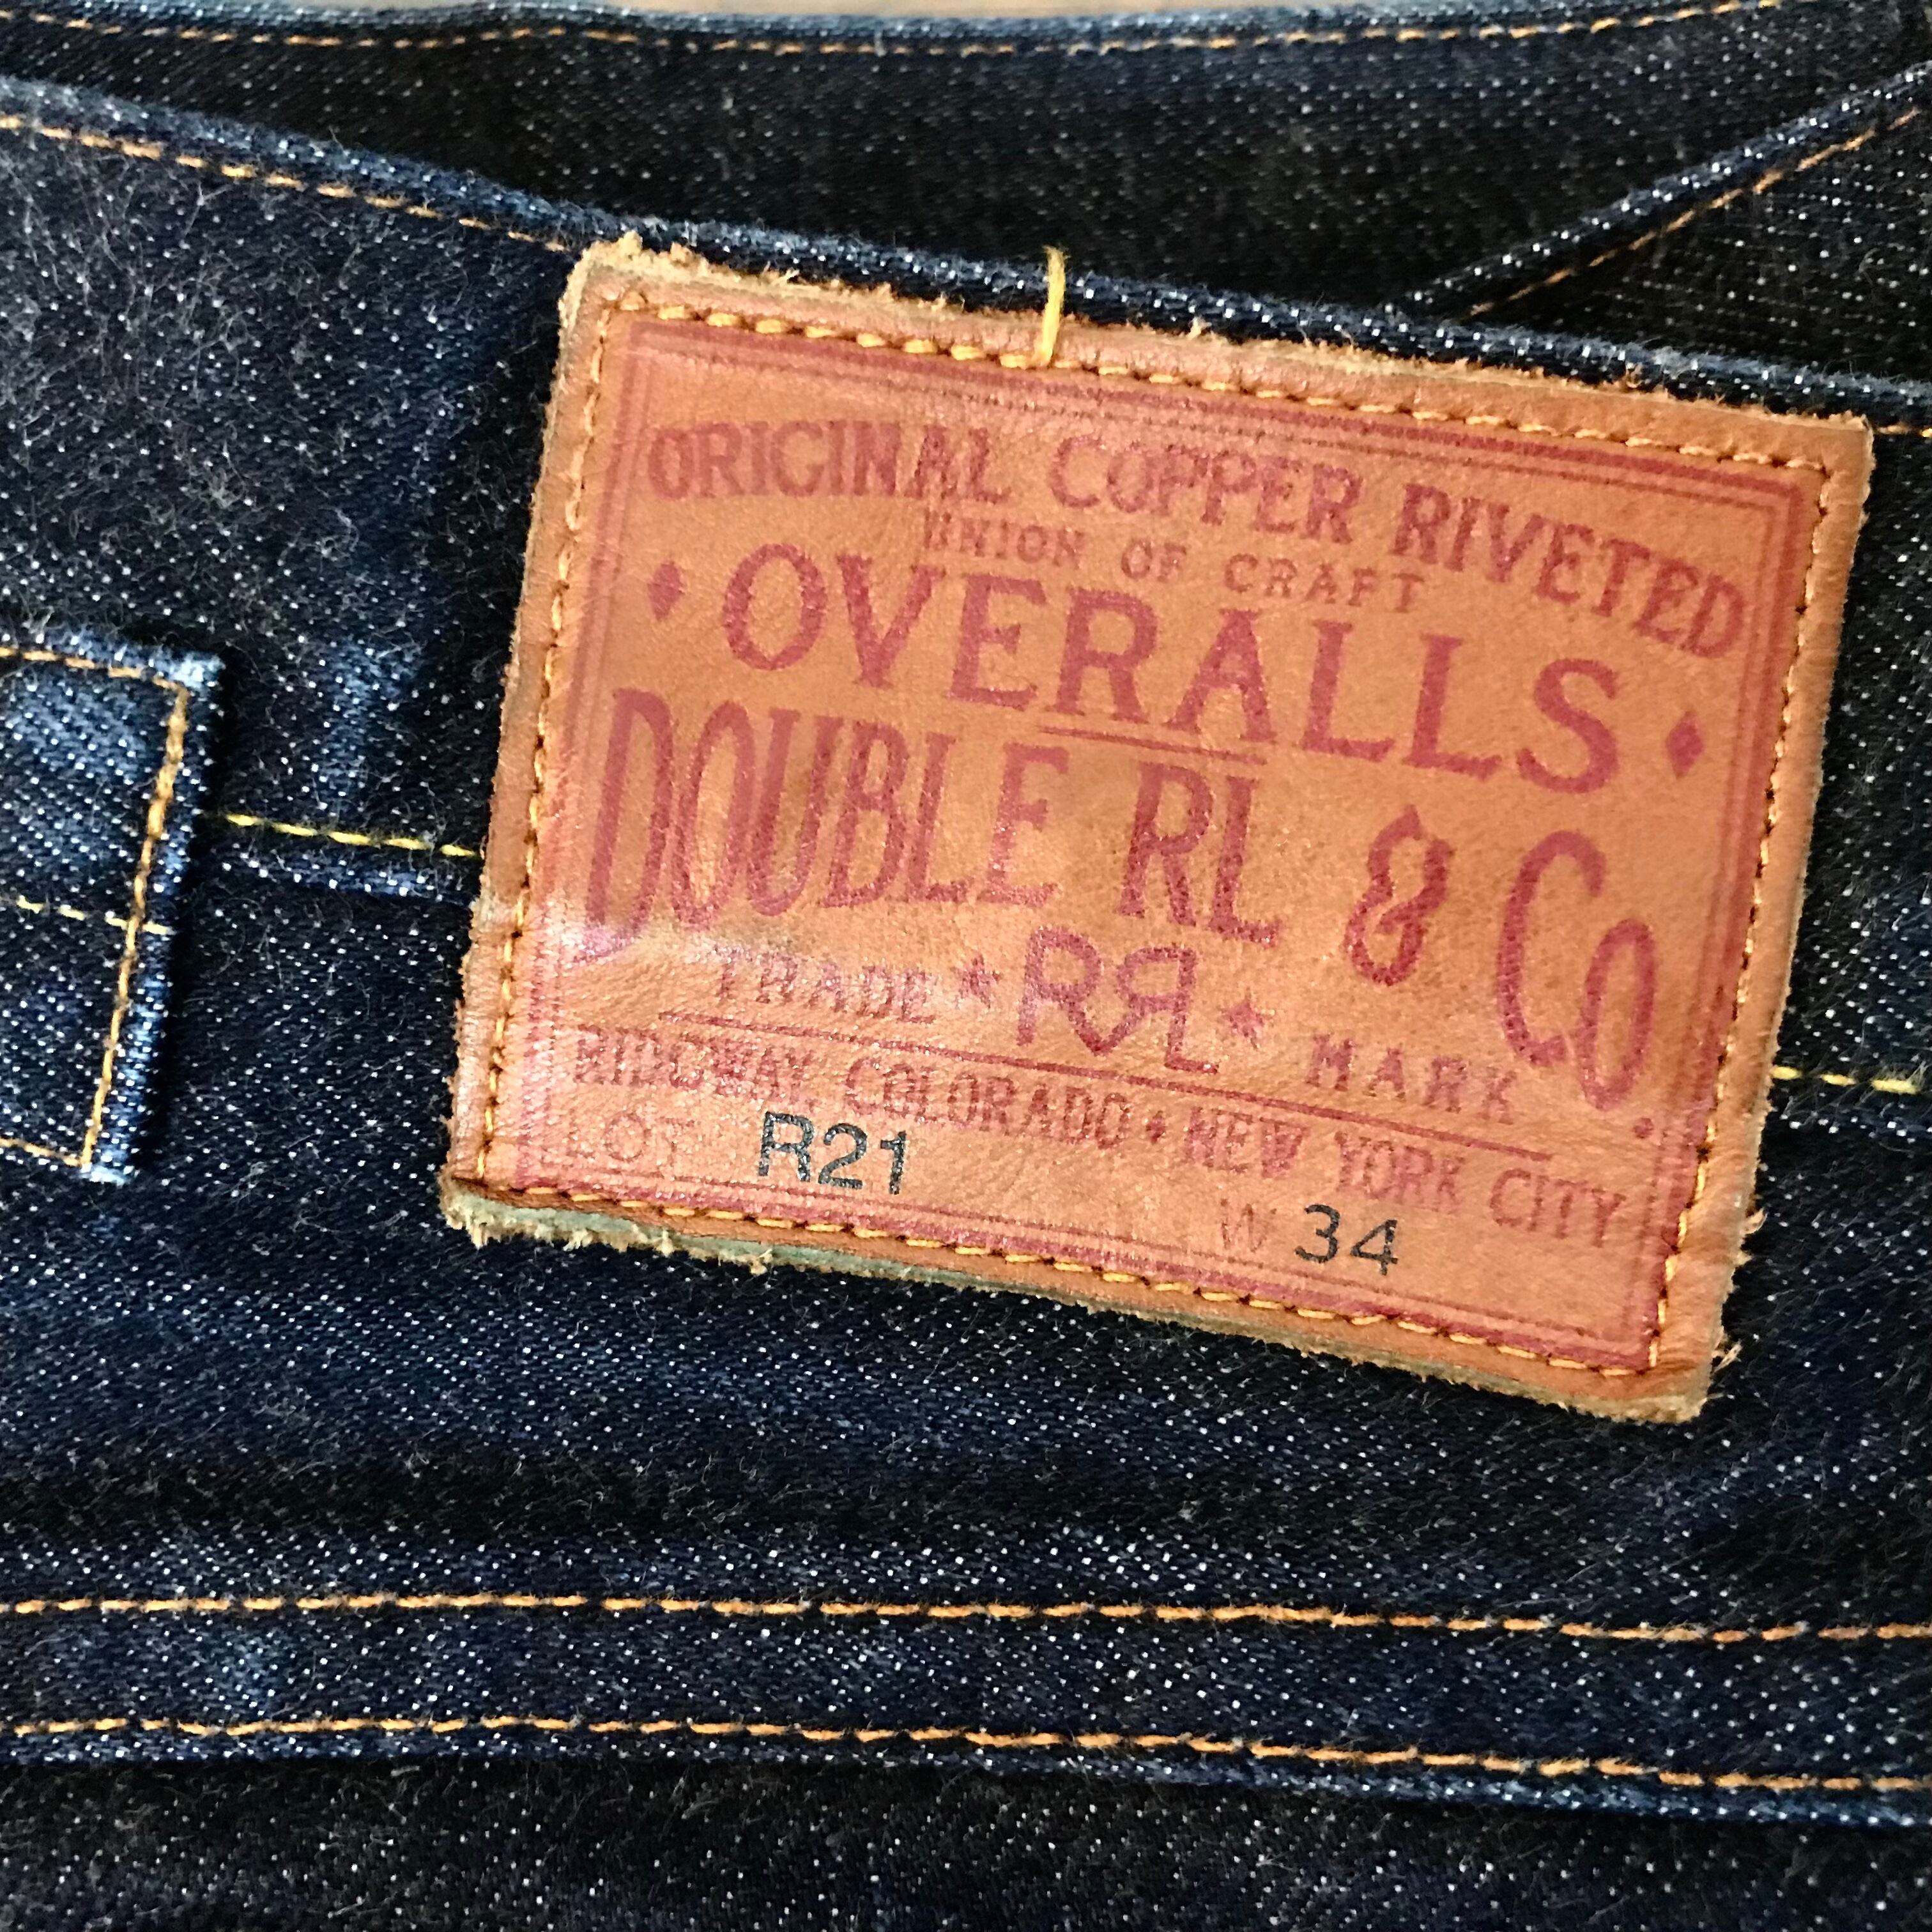 ORIGINAL COPPER RIVETED
UNION OF CRAFT
OVERALLS
DOUBLE RL & CO.
TRADE RRL MARK
RIDGWAY, COLORADO • NEW YORK CITY
LOT R21 W 34